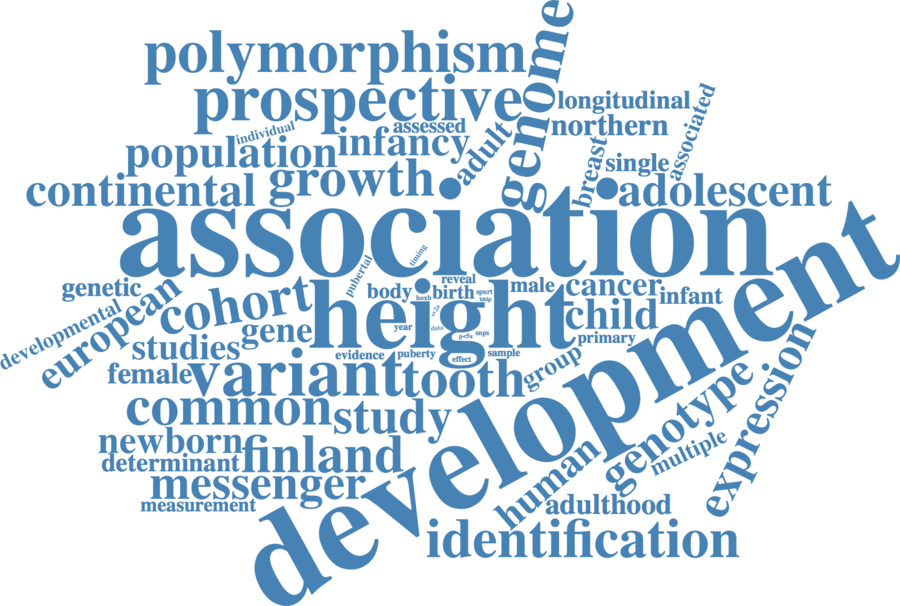 polymorphism
genome
prospective
longitudinal
associated
individual
assessed
northern
infancy
adult
population
breast
single
continental
growth
adolescent
association
timing
pubertal
genetic
reveal
male
cancer
european
body
birth
spurt
infant
hoxb
cohort
height
child
developmental
gene
year
data
snps
primary
studies
evidence
puberty
effect
sample
group
female
variant
tooth
development
common
study
genotype
expression
newborn
finland
multiple
determinant
human
messenger
measurement
adulthood
identification